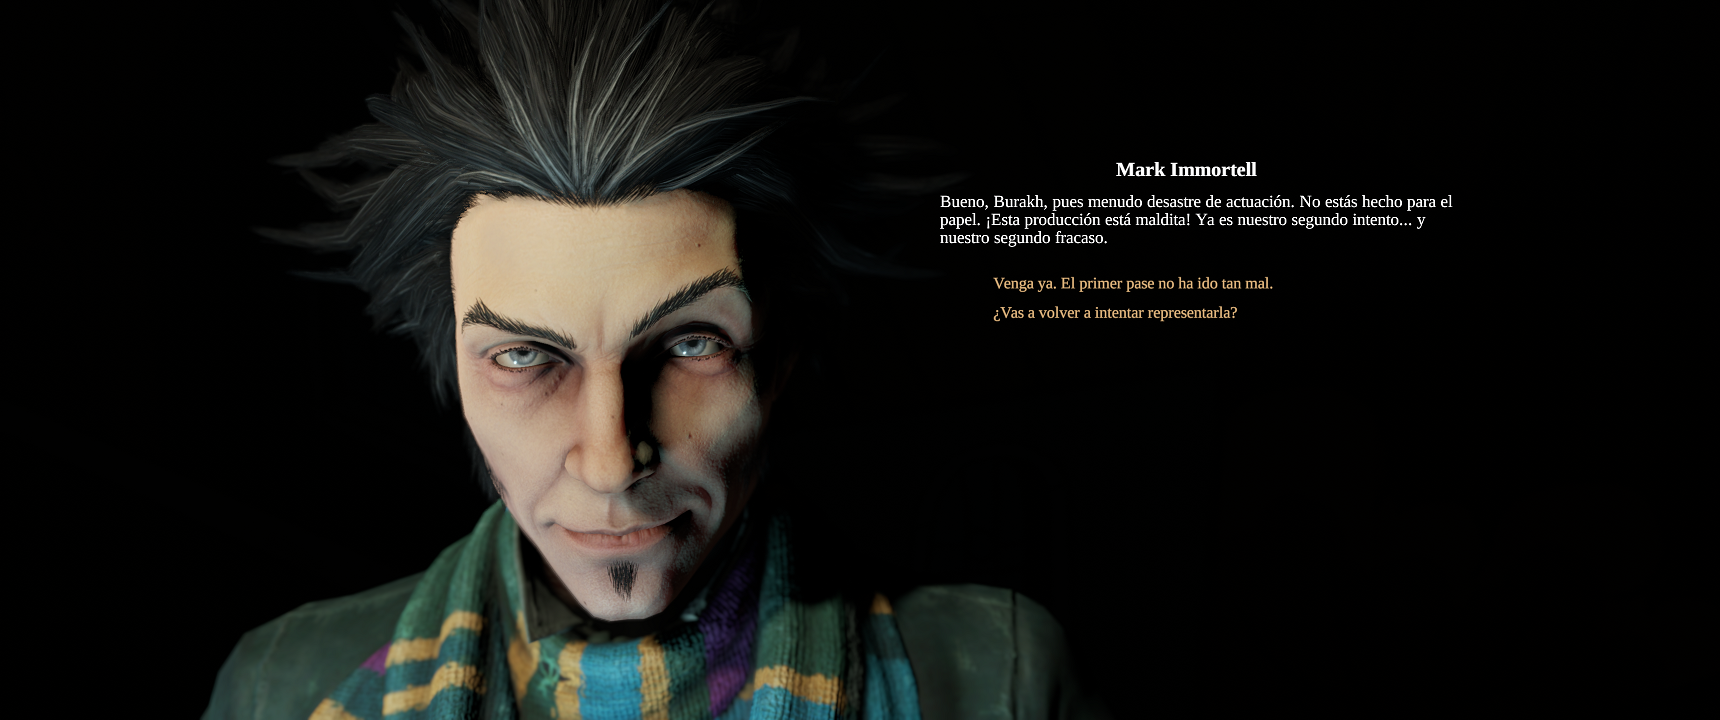 Mark Immortell
Bueno, Burakh, pues menudo desastre de actuación. No estás hecho para el
papel. ¡Esta producción está maldita! Ya es nuestro segundo intento... y
nuestro segundo fracaso.
Venga ya. El primer pase no ha ido tan mal.
¿Vas a volver a intentar representarla?